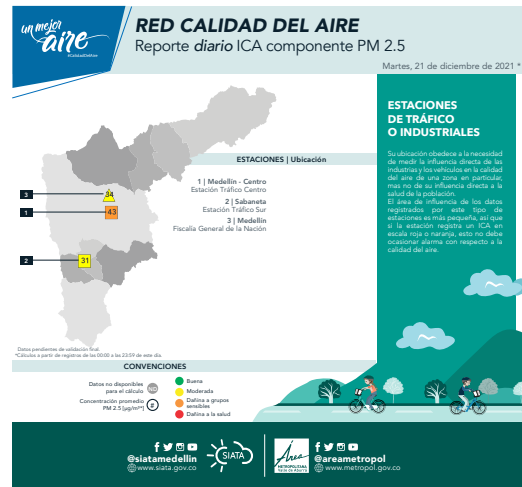 un mejor
aire
#CalidadDelAire
RED CALIDAD DEL AIRE
Reporte diario ICA componente PM 2.5
Martes, 21 de diciembre de 2021 *
ESTACIONES
DE TRÁFICO
O INDUSTRIALES
Su ubicación obedece a la necesidad
de medir la influencia directa de las
industrias y los vehículos en la calidad
del aire de una zona en particular,
mas no de su influencia directa a la
salud de la población.
El área de influencia de los datos
registrados por este tipo de
estaciones es más pequeña, así que
si la estación registra un ICA en
escala roja o naranja, esto no debe
ocasionar alarma con respecto a la
calidad del aire.
ESTACIONES | Ubicación
1 | Medellín - Centro
Estación Tráfico Centro
2 | Sabaneta
Estación Tráfico Sur
3 | Medellín
Fiscalía General de la Nación
3
34
1
43
2
31
Datos pendientes de validación final.
*Cálculos a partir de registros de las 00:00 a las 23:59 de este día.
CONVENCIONES
Datos no disponibles
para el cálculo
ND
Concentración promedio
PM 2.5 [µg/m³*]
#
Buena
Moderada
Dañina a grupos
sensibles
Dañina a la salud
@siatamedellin
www.siata.gov.co
SIATA
Área
METROPOLITANA
Valle de Aburrá
@areametropol
www.metropol.gov.co